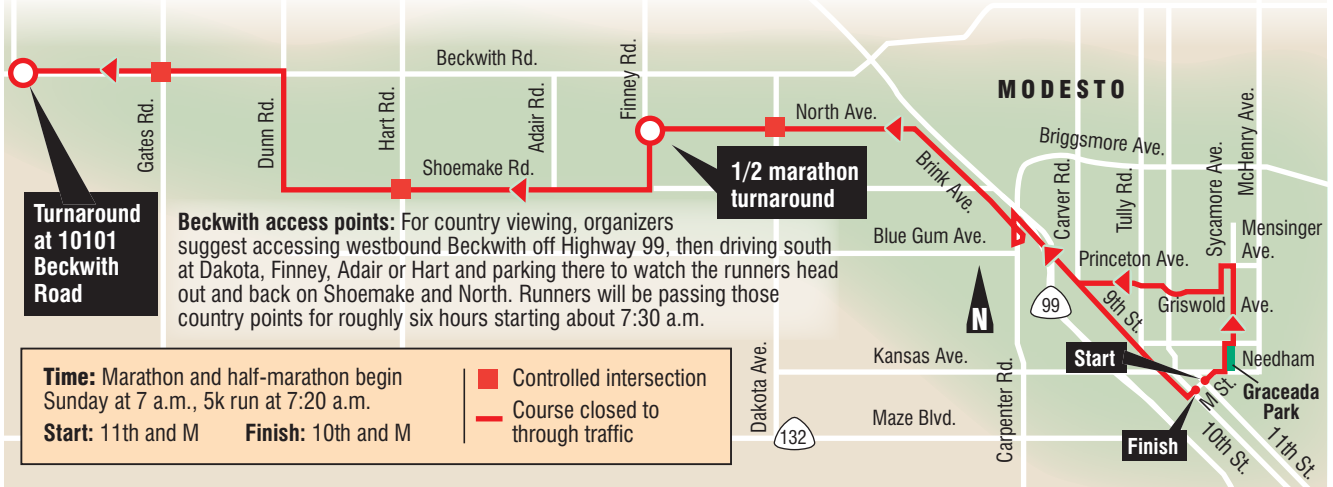 Beckwith Rd.
Gates Rd.
Dunn Rd.
Hart Rd.
Adair Rd.
Finney Rd.
Shoemake Rd.
North Ave.
MODESTO
Briggsmore Ave.
Brink Ave.
Carver Rd.
Tully Rd.
Sycamore Ave.
McHenry Ave.
Mensinger
Ave.
Blue Gum Ave.
Princeton Ave.
Griswold Ave.
9th St.
99
N
Turnaround
at 10101
Beckwith
Road
1/2 marathon
turnaround
Beckwith access points: For country viewing, organizers
suggest accessing westbound Beckwith off Highway 99, then driving south
at Dakota, Finney, Adair or Hart and parking there to watch the runners head
out and back on Shoemake and North. Runners will be passing those
country points for roughly six hours starting about 7:30 a.m.
Time: Marathon and half-marathon begin
Sunday at 7 a.m., 5k run at 7:20 a.m.
Start: 11th and M Finish: 10th and M
Controlled intersection
Course closed to
through traffic
Dakota Ave.
Kansas Ave.
Maze Blvd.
132
Carpenter Rd.
Start
Needham
M St.
Graceada
Park
Finish
10th St.
11th St.